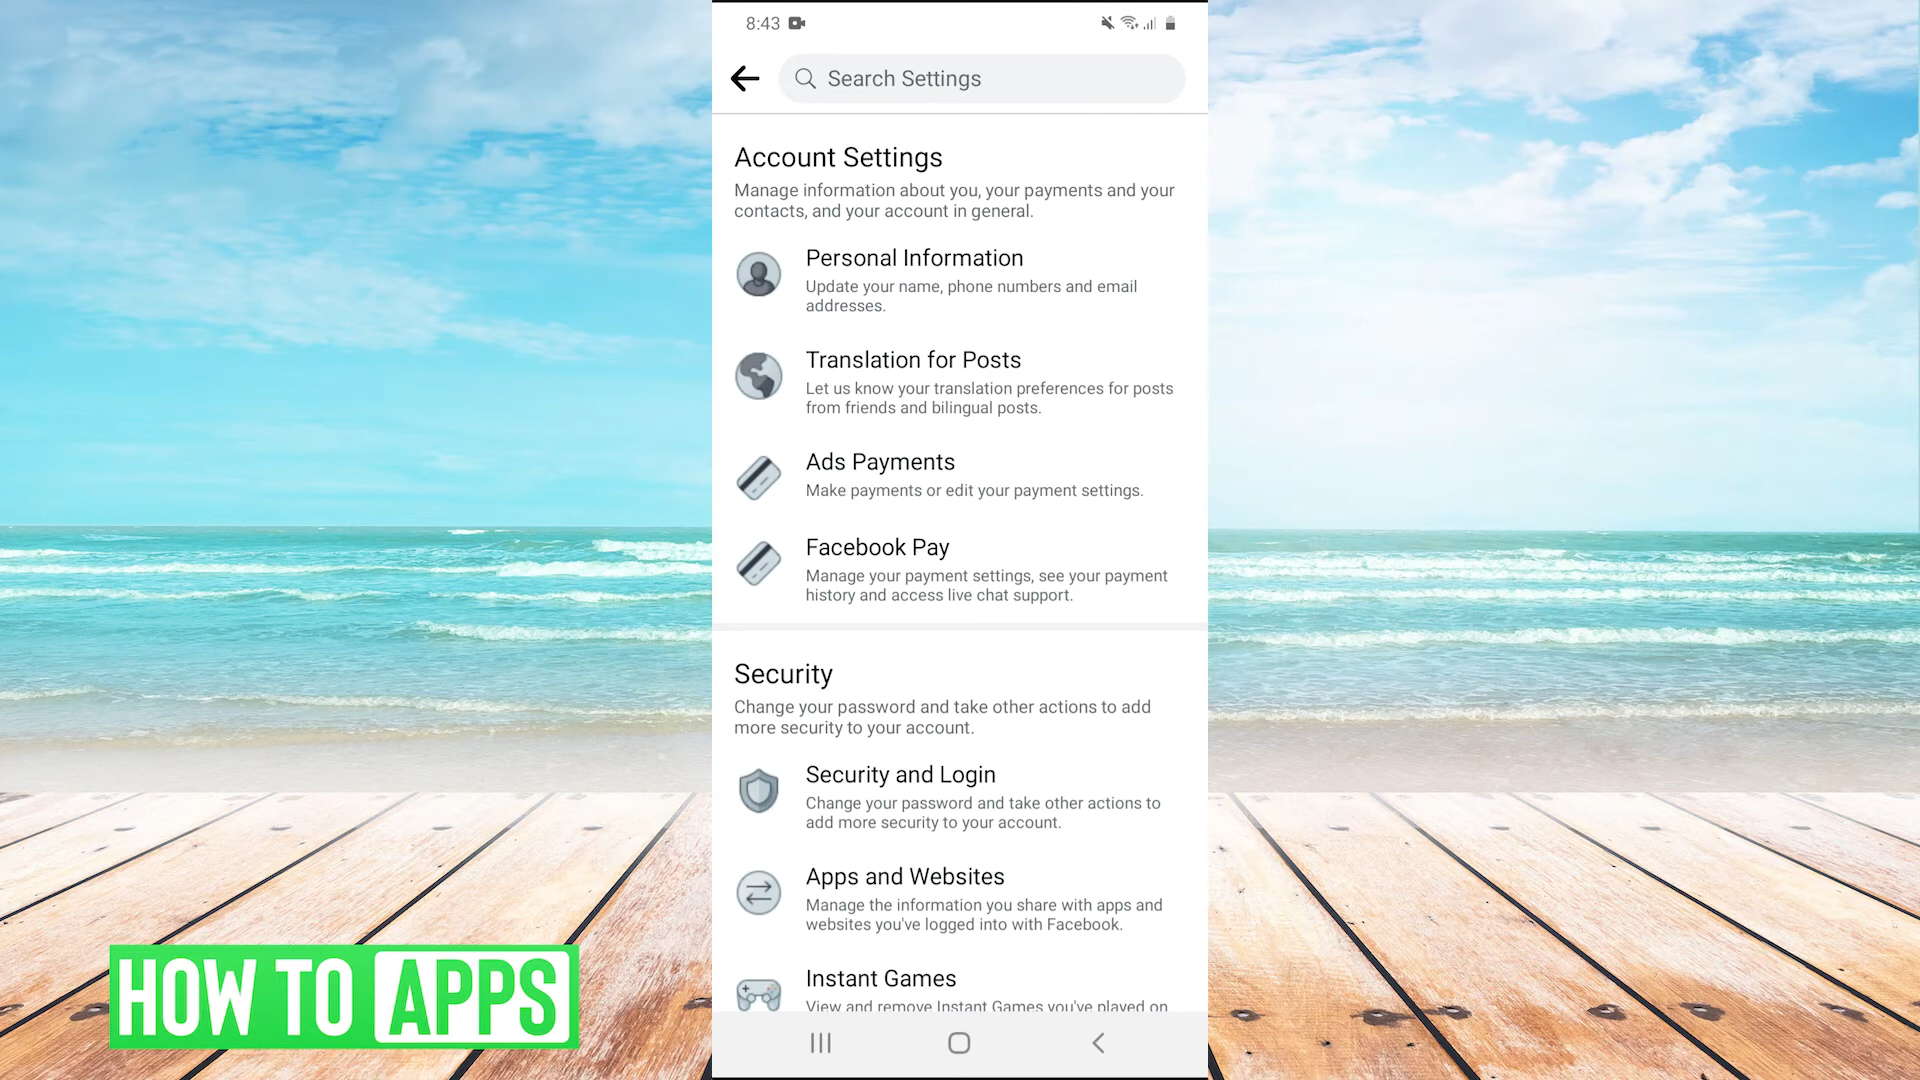 8:43
Search Settings
Account Settings
Manage information about you, your payments and your
contacts, and your account in general.
Personal Information
Update your name, phone numbers and email
addresses.
Translation for Posts
Let us know your translation preferences for posts
from friends and bilingual posts.
Ads Payments
Make payments or edit your payment settings.
Facebook Pay
Manage your payment settings, see your payment
history and access live chat support.
Security
Change your password and take other actions to add
more security to your account.
Security and Login
Change your password and take other actions to
add more security to your account.
Apps and Websites
Manage the information you share with apps and
websites you've logged into with Facebook.
Instant Games
View and remove Instant Games you've played on
HOW TO APPS